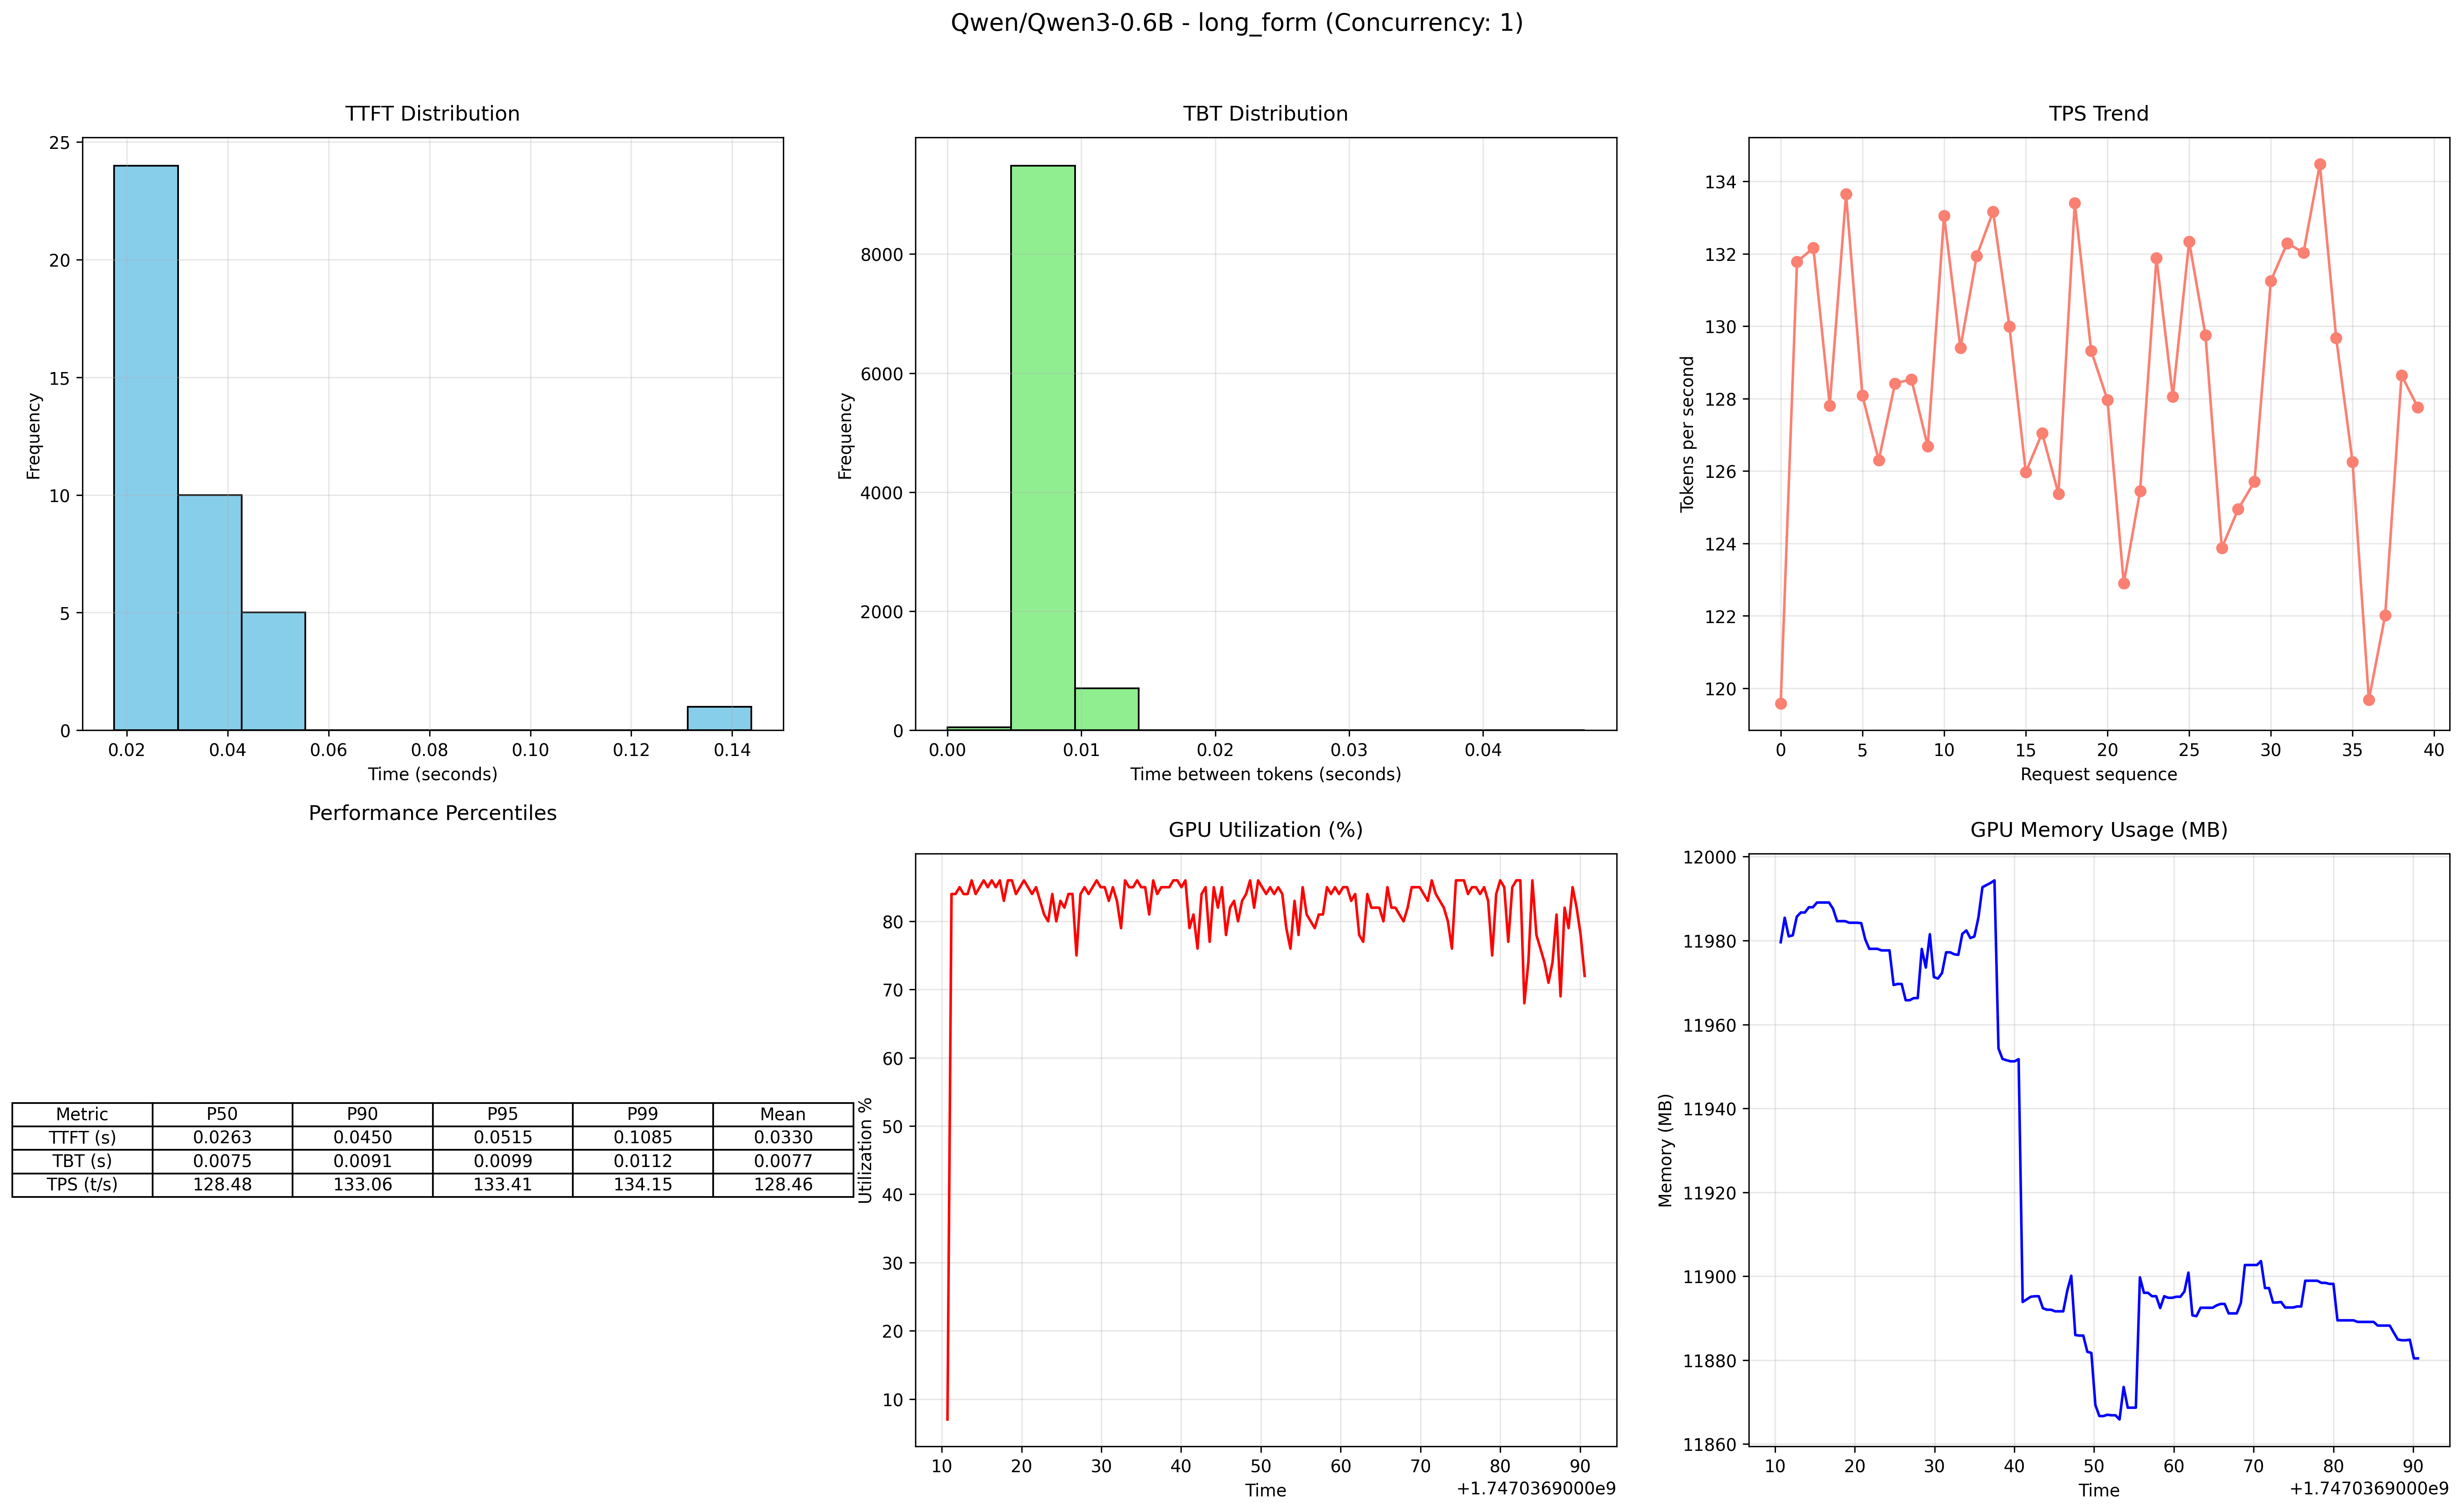 Qwen/Qwen3-0.6B - long_form (Concurrency: 1)
TTFT Distribution
25
20
15
10
5
0
Frequency
0.02 0.04 0.06 0.08 0.10 0.12 0.14
Time (seconds)
TBT Distribution
8000
6000
4000
2000
0
Frequency
0.00 0.01 0.02 0.03 0.04
Time between tokens (seconds)
TPS Trend
134
132
130
128
126
124
122
120
Tokens per second
0 5 10 15 20 25 30 35 40
Request sequence
Performance Percentiles
Metric P50 P90 P95 P99 Mean
TTFT (s) 0.0263 0.0450 0.0515 0.1085 0.0330
TBT (s) 0.0075 0.0091 0.0099 0.0112 0.0077
TPS (t/s) 128.48 133.06 133.41 134.15 128.46
GPU Utilization (%)
80
70
60
50
40
30
20
10
Utilization %
10 20 30 40 50 60 70 80 90
Time
+1.7470369000e9
GPU Memory Usage (MB)
12000
11980
11960
11940
11920
11900
11880
11860
Memory (MB)
10 20 30 40 50 60 70 80 90
Time
+1.7470369000e9